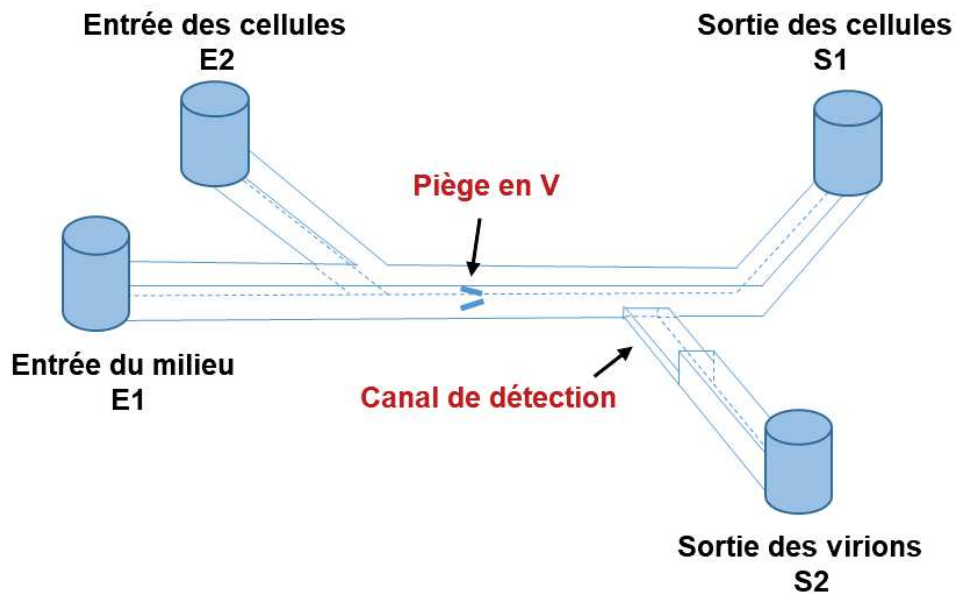 Entrée des cellules
E2
Sortie des cellules
S1
Piège en V
Entrée du milieu
E1
Canal de détection
Sortie des virions
S2